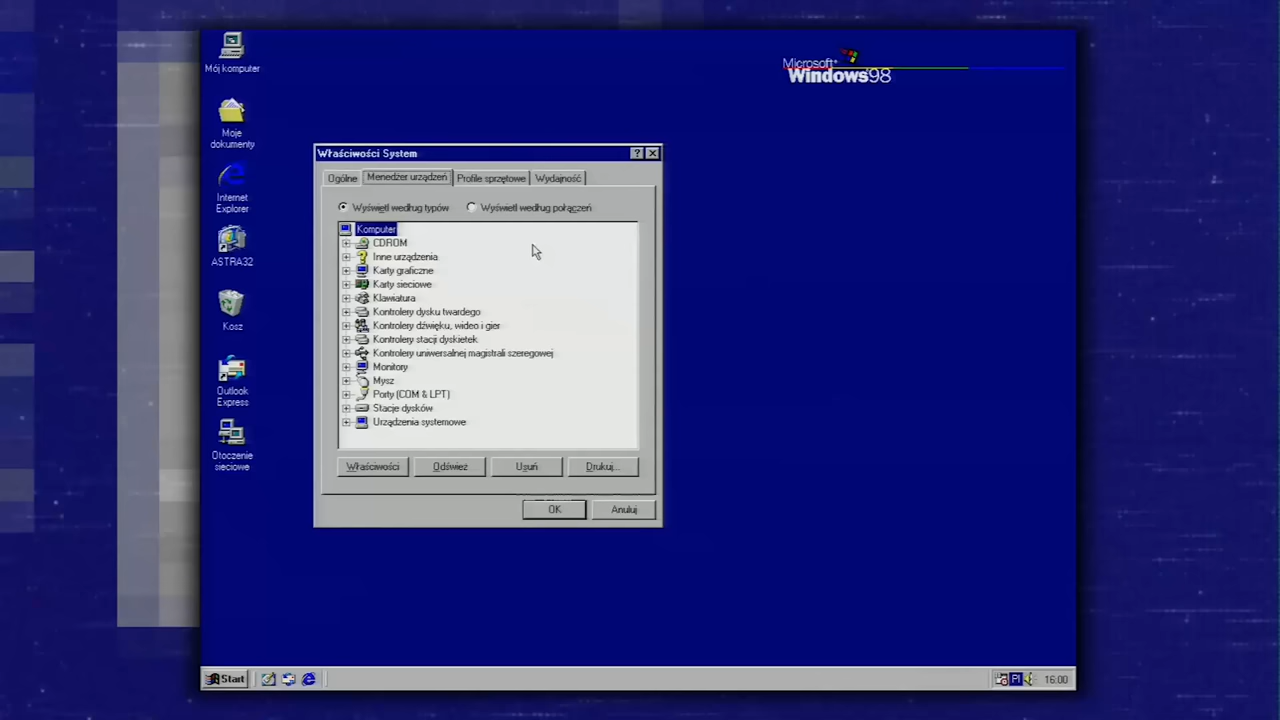 Mój komputer
Moje
dokumenty
Internet
Explorer
ASTRA32
Kosz
Outlook
Express
Otoczenie
sieciowe
Microsoft
Windows98
Właściwości System
Ogólne
Menedżer urządzeń
Profile sprzętowe
Wydajność
Wyświetl według typów
Wyświetl według połączeń
Komputer
CDROM
Inne urządzenia
Karty graficzne
Karty sieciowe
Klawiatura
Kontrolery dysku twardego
Kontrolery dźwięku, wideo i gier
Kontrolery stacji dyskietek
Kontrolery uniwersalnej magistrali szeregowej
Monitory
Mysz
Porty (COM & LPT)
Stacje dysków
Urządzenia systemowe
Właściwości
Odśwież
Usuń
Drukuj...
OK
Anuluj
Start
Pl
16:00